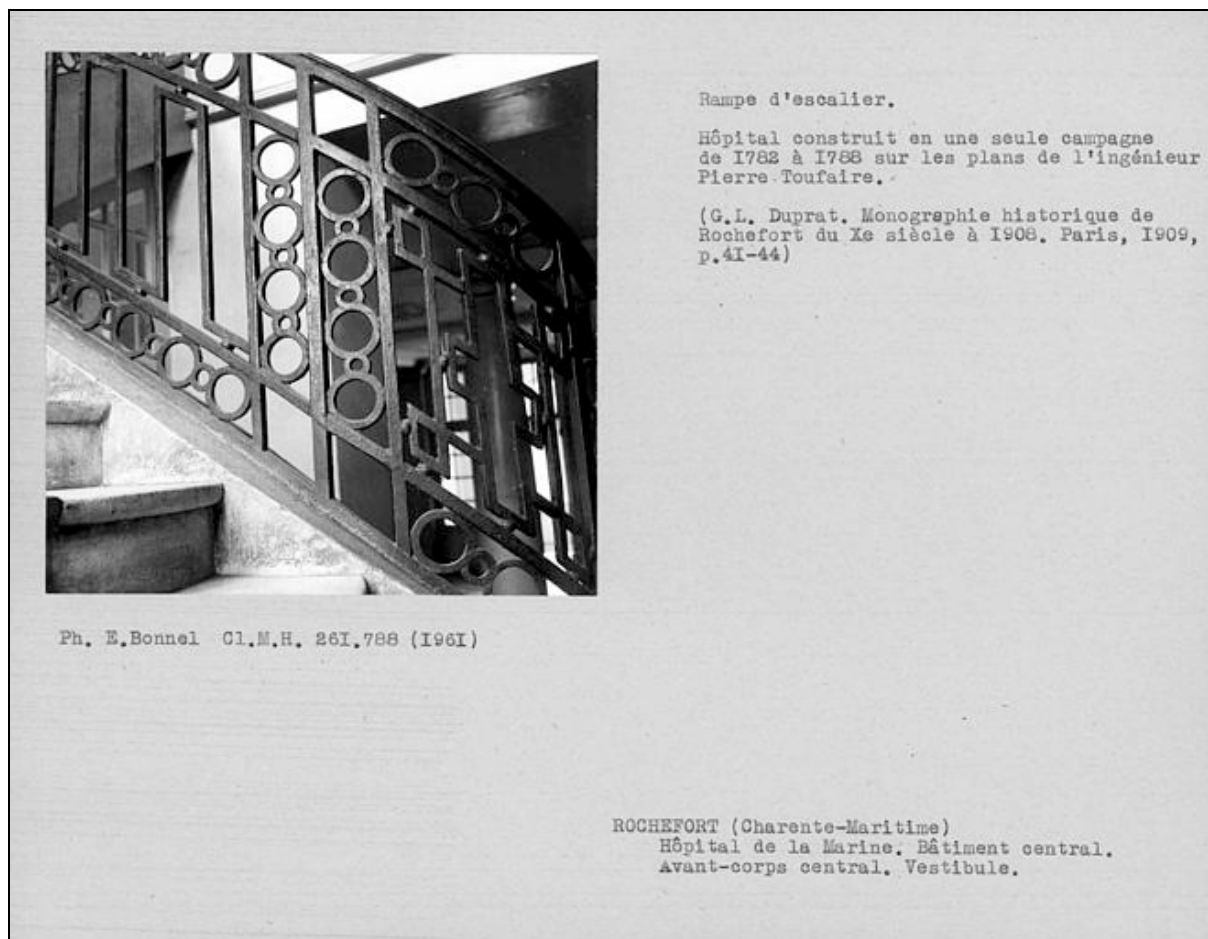 Rampe d'escalier.
Hôpital construit en une seule campagne
de I782 à I788 sur les plans de l'ingénieur
Pierre Toufaire.
(G.L. Duprat. Monographie historique de
Rochefort du Xe siècle à I908. Paris, I909,
p.4I-44)
Ph. E.Bonnel Cl.M.H. 26I.788 (I96I)
ROCHEFORT (Charente-Maritime)
Hôpital de la Marine. Bâtiment central.
Avant-corps central. Vestibule.